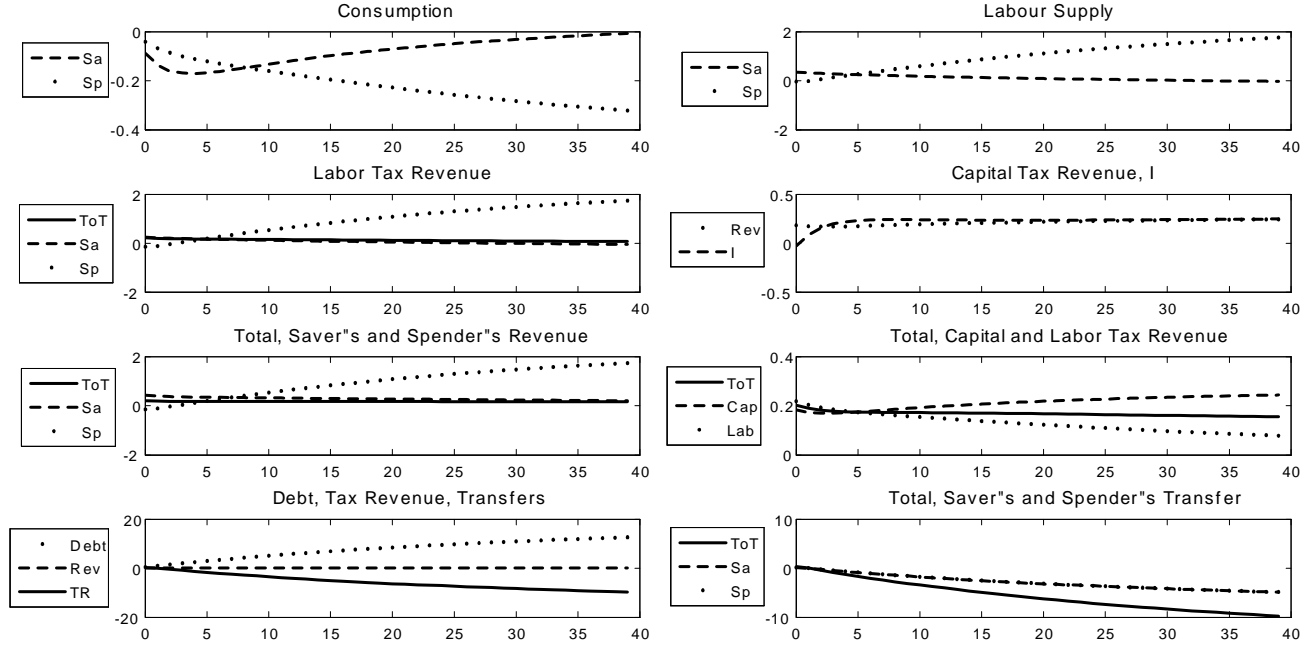 Consumption
Sa
Sp
0
-0.2
-0.4
0 5 10 15 20 25 30 35 40
Labour Supply
Sa
Sp
2
0
-2
0 5 10 15 20 25 30 35 40
Labor Tax Revenue
ToT
Sa
Sp
2
0
-2
0 5 10 15 20 25 30 35 40
Capital Tax Revenue, I
Rev
I
0.5
0
-0.5
0 5 10 15 20 25 30 35 40
Total, Saver"s and Spender"s Revenue
ToT
Sa
Sp
2
0
-2
0 5 10 15 20 25 30 35 40
Total, Capital and Labor Tax Revenue
ToT
Cap
Lab
0.4
0.2
0
0 5 10 15 20 25 30 35 40
Debt, Tax Revenue, Transfers
Debt
Rev
TR
20
0
-20
0 5 10 15 20 25 30 35 40
Total, Saver"s and Spender"s Transfer
ToT
Sa
Sp
10
0
-10
0 5 10 15 20 25 30 35 40